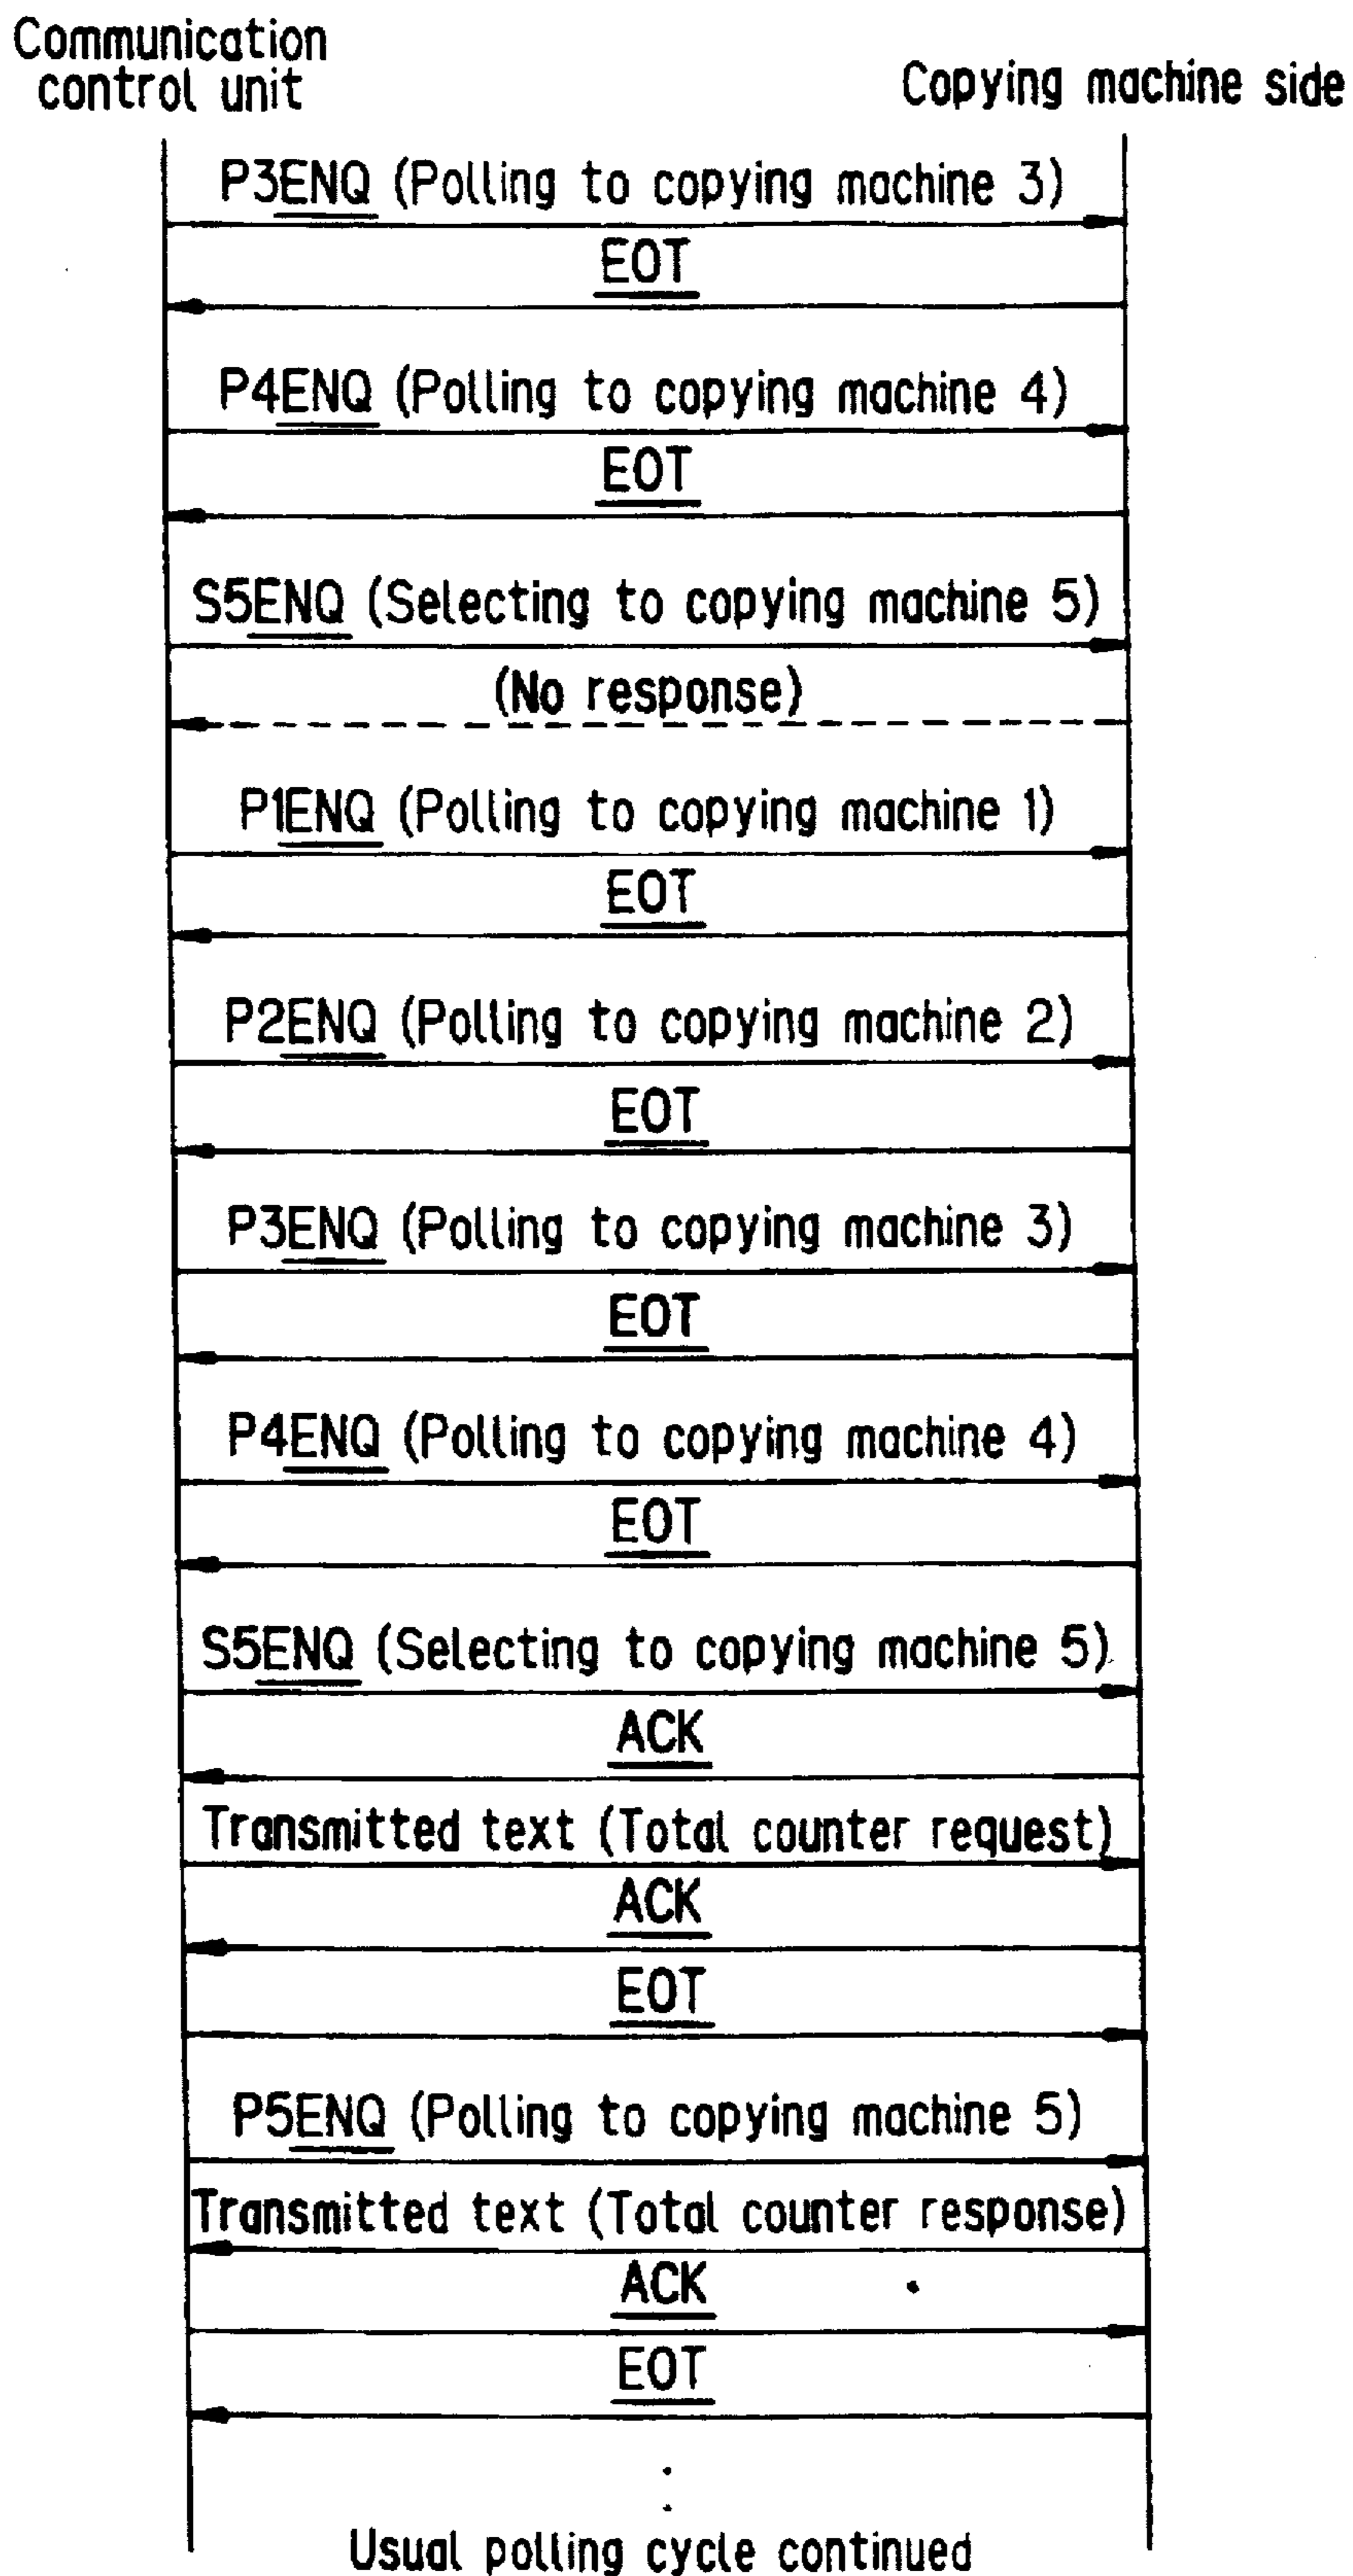 Communication
control unit
Copying machine side
P3ENQ (Polling to copying machine 3)
EOT
P4ENQ (Polling to copying machine 4)
EOT
S5ENQ (Selecting to copying machine 5)
(No response)
P1ENQ (Polling to copying machine 1)
EOT
P2ENQ (Polling to copying machine 2)
EOT
P3ENQ (Polling to copying machine 3)
EOT
P4ENQ (Polling to copying machine 4)
EOT
S5ENQ (Selecting to copying machine 5)
ACK
Transmitted text (Total counter request)
ACK
EOT
P5ENQ (Polling to copying machine 5)
Transmitted text (Total counter response)
ACK
EOT
Usual polling cycle continued